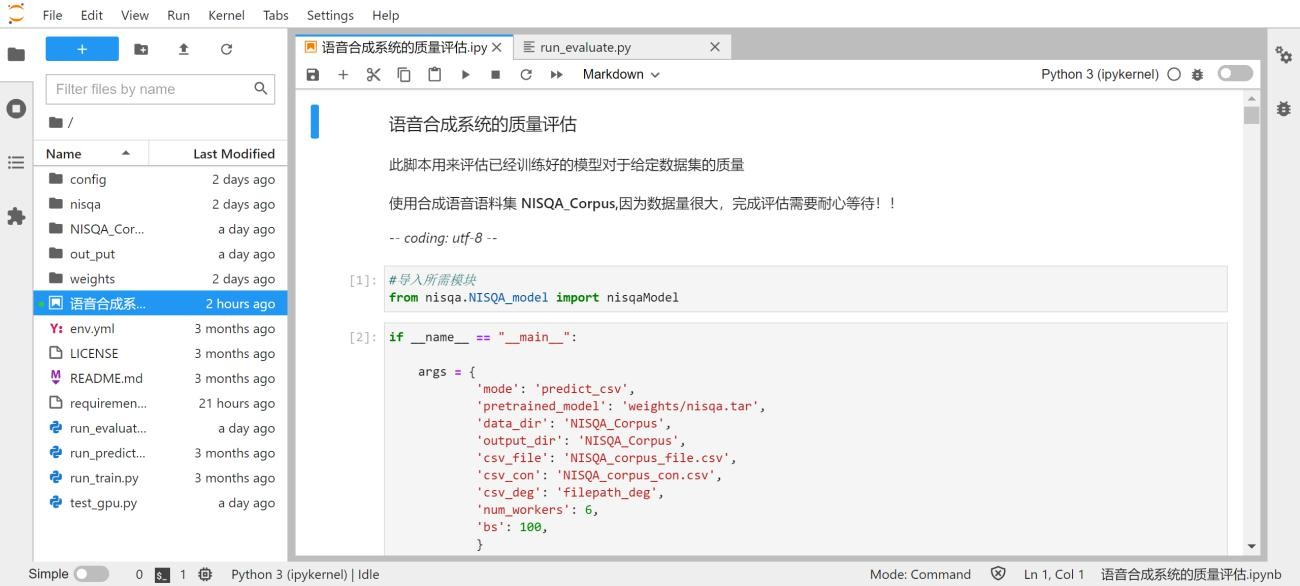 File Edit View Run Kernel Tabs Settings Help
语音合成系统的质量评估.ipy
run_evaluate.py
Filter files by name
/
Name Last Modified
config 2 days ago
nisqa 2 days ago
NISQA_Cor... a day ago
out_put a day ago
weights 2 days ago
语音合成系... 2 hours ago
Y: env.yml 3 months ago
LICENSE 3 months ago
M README.md 3 months ago
requiremen... 21 hours ago
run_evaluat... a day ago
run_predict... 3 months ago
run_train.py 3 months ago
test_gpu.py a day ago
Markdown
Python 3 (ipykernel)
语音合成系统的质量评估
此脚本用来评估已经训练好的模型对于给定数据集的质量
使用合成语音语料集 NISQA_Corpus,因为数据量很大，完成评估需要耐心等待！！
-- coding: utf-8 --
[1]: #导入所需模块
from nisqa.NISQA_model import nisqaModel
[2]: if __name__ == "__main__":
args = {
'mode': 'predict_csv',
'pretrained_model': 'weights/nisqa.tar',
'data_dir': 'NISQA_Corpus',
'output_dir': 'NISQA_Corpus',
'csv_file': 'NISQA_corpus_file.csv',
'csv_con': 'NISQA_corpus_con.csv',
'csv_deg': 'filepath_deg',
'num_workers': 6,
'bs': 100,
}
Simple 0 $_ 1 Python 3 (ipykernel) | Idle
Mode: Command Ln 1, Col 1 语音合成系统的质量评估.ipynb